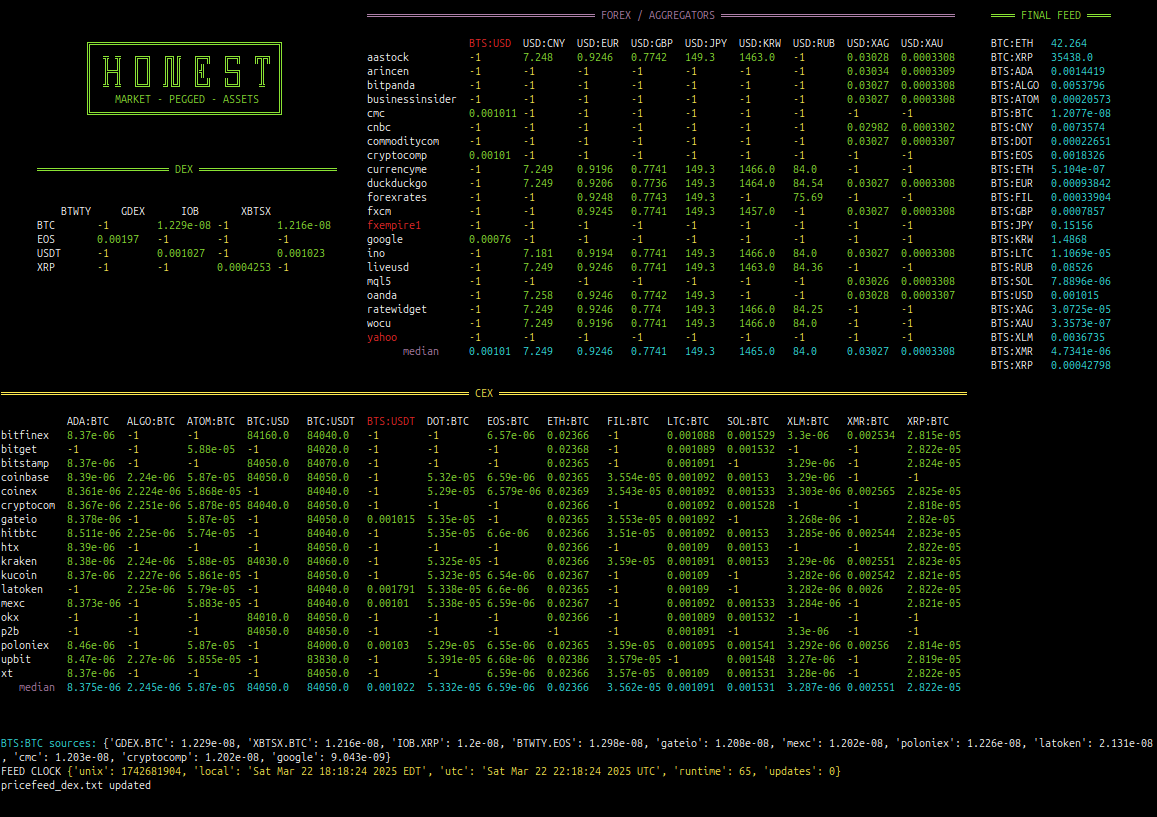 FOREX / AGGREGATORS
FINAL FEED
HONEST
MARKET - PEGGED - ASSETS
BTS:USD USD:CNY USD:EUR USD:GBP USD:JPY USD:KRW USD:RUB USD:XAG USD:XAU
aastock -1 7.248 0.9246 0.7742 149.3 1463.0 -1 0.03028 0.0003308
arincen -1 -1 -1 -1 -1 -1 -1 0.03034 0.0003309
bitpanda -1 -1 -1 -1 -1 -1 -1 0.03027 0.0003308
businessinsider -1 -1 -1 -1 -1 -1 -1 0.03027 0.0003308
cmc 0.001011 -1 -1 -1 -1 -1 -1 -1 -1
cnbc -1 -1 -1 -1 -1 -1 -1 0.02982 0.0003302
commoditycom -1 -1 -1 -1 -1 -1 -1 0.03027 0.0003307
cryptocomp 0.00101 -1 -1 -1 -1 -1 -1 -1 -1
currencyme -1 7.249 0.9196 0.7741 149.3 1466.0 84.0 -1 -1
duckduckgo -1 7.249 0.9206 0.7736 149.3 1464.0 84.54 0.03027 0.0003308
forexrates -1 -1 0.9248 0.7743 149.3 -1 75.69 -1 -1
fxcm -1 -1 0.9245 0.7741 149.3 1457.0 -1 0.03027 0.0003308
fxempire1 -1 -1 -1 -1 -1 -1 -1 -1 -1
google 0.00076 -1 -1 -1 -1 -1 -1 -1 -1
ino -1 7.181 0.9194 0.7741 149.3 1466.0 84.0 0.03027 0.0003308
liveusd -1 7.249 0.9246 0.7741 149.3 1463.0 84.36 -1 -1
mql5 -1 -1 -1 -1 -1 -1 -1 0.03026 0.0003308
oanda -1 7.258 0.9246 0.7742 149.3 -1 -1 0.03028 0.0003307
ratewidget -1 7.249 0.9246 0.774 149.3 1466.0 84.25 -1 -1
wocu -1 7.249 0.9196 0.7741 149.3 1466.0 84.0 -1 -1
yahoo -1 -1 -1 -1 -1 -1 -1 -1 -1
median 0.00101 7.249 0.9246 0.7741 149.3 1465.0 84.0 0.03027 0.0003308
BTC:ETH 42.264
BTC:XRP 35438.0
BTS:ADA 0.0014419
BTS:ALGO 0.0053796
BTS:ATOM 0.00020573
BTS:BTC 1.2077e-08
BTS:CNY 0.0073574
BTS:DOT 0.00022651
BTS:EOS 0.0018326
BTS:ETH 5.104e-07
BTS:EUR 0.00093842
BTS:FIL 0.00033904
BTS:GBP 0.0007857
BTS:JPY 0.15156
BTS:KRW 1.4868
BTS:LTC 1.1069e-05
BTS:RUB 0.08526
BTS:SOL 7.8896e-06
BTS:USD 0.001015
BTS:XAG 3.0725e-05
BTS:XAU 3.3573e-07
BTS:XLM 0.0036735
BTS:XMR 4.7341e-06
BTS:XRP 0.00042798
DEX
BTWTY GDEX IOB XBTSX
BTC -1 1.229e-08 -1 1.216e-08
EOS 0.00197 -1 -1 -1
USDT -1 0.001027 -1 0.001023
XRP -1 -1 0.0004253 -1
CEX
ADA:BTC ALGO:BTC ATOM:BTC BTC:USD BTC:USDT BTS:USDT DOT:BTC EOS:BTC ETH:BTC FIL:BTC LTC:BTC SOL:BTC XLM:BTC XMR:BTC XRP:BTC
bitfinex 8.37e-06 -1 -1 84160.0 84040.0 -1 -1 6.57e-06 0.02366 -1 0.001088 0.001529 3.3e-06 0.002534 2.815e-05
bitget -1 -1 5.88e-05 -1 84020.0 -1 -1 -1 0.02368 -1 0.001089 0.001532 -1 -1 2.822e-05
bitstamp 8.37e-06 -1 -1 84050.0 84070.0 -1 -1 -1 0.02365 -1 0.001091 -1 3.29e-06 -1 2.824e-05
coinbase 8.39e-06 2.24e-06 5.87e-05 84050.0 84050.0 -1 5.32e-05 6.59e-06 0.02365 3.554e-05 0.001092 0.00153 3.29e-06 -1 -1
coinex 8.361e-06 2.224e-06 5.868e-05 -1 84040.0 -1 5.29e-05 6.579e-06 0.02369 3.543e-05 0.001092 0.001533 3.303e-06 0.002565 2.825e-05
cryptocom 8.367e-06 2.251e-06 5.878e-05 84040.0 84050.0 -1 -1 -1 0.02366 -1 0.001092 0.001528 -1 -1 2.818e-05
gateio 8.378e-06 -1 5.87e-05 -1 84050.0 0.001015 5.35e-05 -1 0.02365 3.553e-05 0.001092 -1 3.268e-06 -1 2.82e-05
hitbtc 8.511e-06 2.25e-06 5.74e-05 -1 84040.0 -1 5.35e-05 6.6e-06 0.02366 3.51e-05 0.001092 0.00153 3.285e-06 0.002544 2.823e-05
htx 8.39e-06 -1 -1 -1 84050.0 -1 -1 -1 0.02366 -1 0.00109 0.00153 -1 -1 2.822e-05
kraken 8.38e-06 2.24e-06 5.88e-05 84030.0 84060.0 -1 5.325e-05 -1 0.02366 3.59e-05 0.001091 0.00153 3.29e-06 0.002551 2.823e-05
kucoin 8.37e-06 2.227e-06 5.861e-05 -1 84050.0 -1 5.323e-05 6.54e-06 0.02367 -1 0.00109 -1 3.282e-06 0.002542 2.821e-05
latoken -1 2.25e-06 5.79e-05 -1 84040.0 0.001791 5.338e-05 6.6e-06 0.02365 -1 0.00109 -1 3.282e-06 0.0026 2.822e-05
mexc 8.373e-06 -1 5.883e-05 -1 84040.0 0.00101 5.338e-05 6.59e-06 0.02367 -1 0.001092 0.001533 3.284e-06 -1 2.821e-05
okx -1 -1 -1 84010.0 84050.0 -1 -1 -1 0.02366 -1 0.001089 0.001532 -1 -1 -1
p2b -1 -1 -1 84050.0 84050.0 -1 -1 -1 -1 -1 0.001091 -1 3.3e-06 -1 -1
poloniex 8.46e-06 -1 5.87e-05 -1 84000.0 0.00103 5.29e-05 6.55e-06 0.02365 3.59e-05 0.001095 0.001541 3.292e-06 0.00256 2.814e-05
upbit 8.47e-06 2.27e-06 5.855e-05 -1 83830.0 -1 5.391e-05 6.68e-06 0.02386 3.579e-05 -1 0.001548 3.27e-06 -1 2.819e-05
xt 8.37e-06 -1 -1 -1 84050.0 -1 -1 6.59e-06 0.02366 3.57e-05 0.00109 0.001531 3.28e-06 -1 2.822e-05
median 8.375e-06 2.245e-06 5.87e-05 84050.0 84050.0 0.001022 5.332e-05 6.59e-06 0.02366 3.562e-05 0.001091 0.001531 3.287e-06 0.002551 2.822e-05
BTS:BTC sources: {'GDEX.BTC': 1.229e-08, 'XBTSX.BTC': 1.216e-08, 'IOB.XRP': 1.2e-08, 'BTWTY.EOS': 1.298e-08, 'gateio': 1.208e-08, 'mexc': 1.202e-08, 'poloniex': 1.226e-08, 'latoken': 2.131e-08
, 'cmc': 1.203e-08, 'cryptocomp': 1.202e-08, 'google': 9.043e-09}
FEED CLOCK {'unix': 1742681904, 'local': 'Sat Mar 22 18:18:24 2025 EDT', 'utc': 'Sat Mar 22 22:18:24 2025 UTC', 'runtime': 65, 'updates': 0}
pricefeed_dex.txt updated